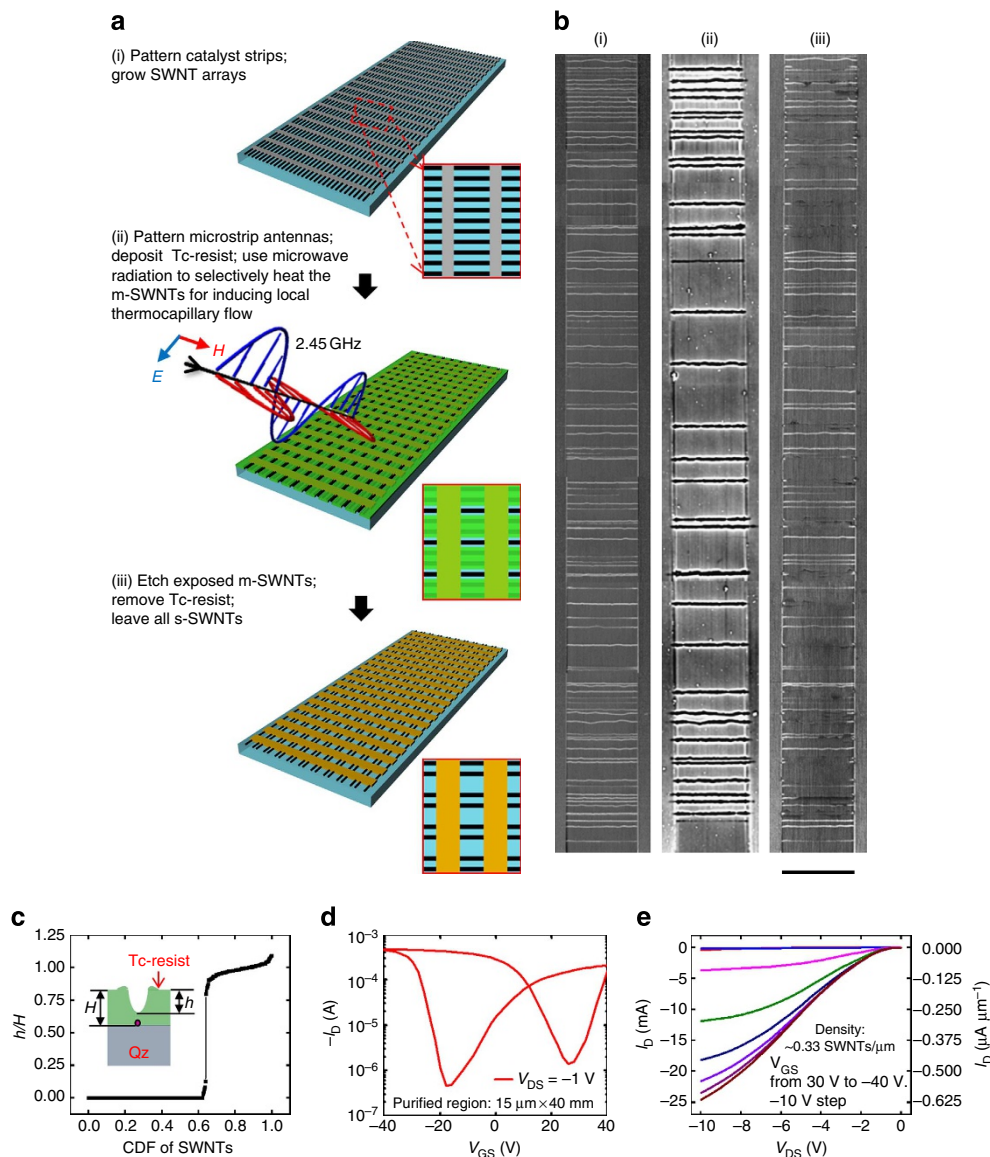 a
(i) Pattern catalyst strips;
grow SWNT arrays
(ii) Pattern microstrip antennas;
deposit Tc-resist; use microwave
radiation to selectively heat the
m-SWNTs for inducing local
thermocapillary flow
E
H
2.45 GHz
(iii) Etch exposed m-SWNTs;
remove Tc-resist;
leave all s-SWNTs
b
(i)
(ii)
(iii)
c
1.25
1.00
0.75
0.50
0.25
0.00
h/H
Tc-resist
H
h
Qz
0.0 0.2 0.4 0.6 0.8 1.0
CDF of SWNTs
d
10⁻³
10⁻⁴
10⁻⁵
10⁻⁶
10⁻⁷
–I_D (A)
V_DS = –1 V
Purified region: 15 μm×40 mm
–40 –20 0 20 40
V_GS (V)
e
0
–5
–10
–15
–20
–25
I_D (mA)
Density:
~0.33 SWNTs/μm
V_GS
from 30 V to –40 V.
–10 V step
0.000
–0.125
–0.250
–0.375
–0.500
–0.625
I_D (μA μm⁻¹)
–10 –8 –6 –4 –2 0
V_DS (V)